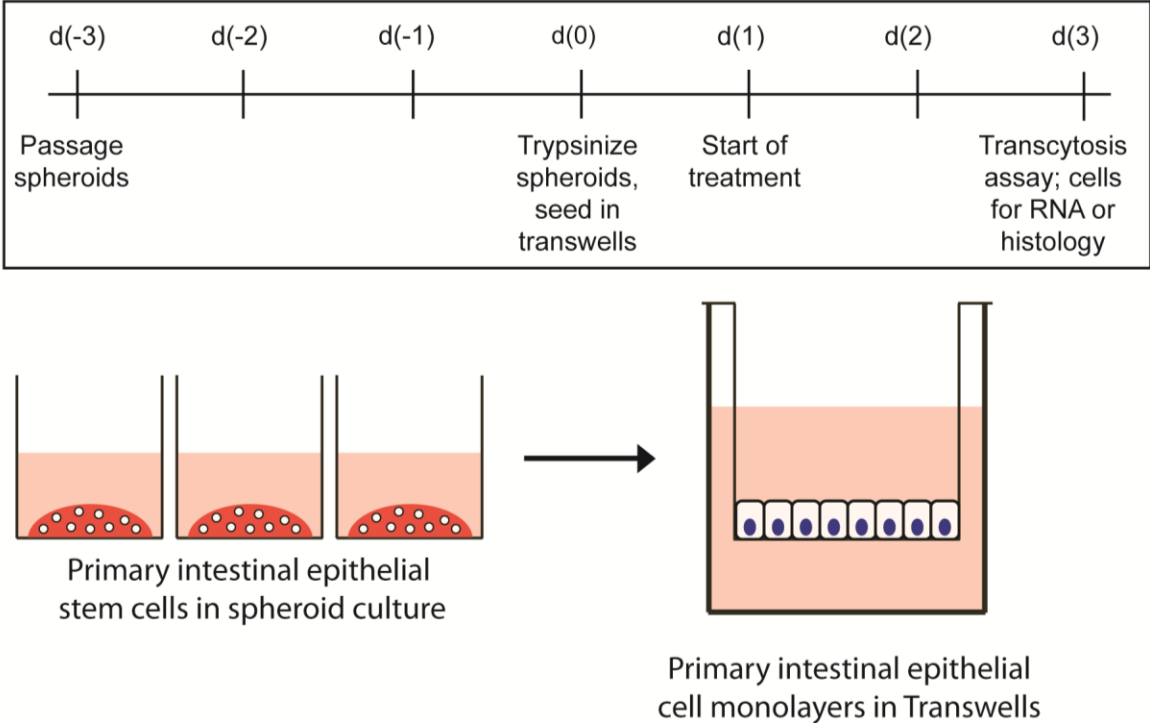 d(-3) d(-2) d(-1) d(0) d(1) d(2) d(3)
Passage
spheroids
Trypsinize
spheroids,
seed in
transwells
Start of
treatment
Transcytosis
assay; cells
for RNA or
histology
Primary intestinal epithelial
stem cells in spheroid culture
Primary intestinal epithelial
cell monolayers in Transwells